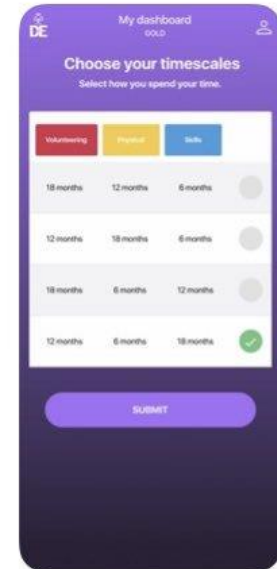 DE
My dashboard
GOLD
Choose your timescales
Select how you spend your time.
Volunteering Physical Skills
18 months 12 months 6 months
12 months 18 months 6 months
18 months 6 months 12 months
12 months 6 months 18 months
SUBMIT